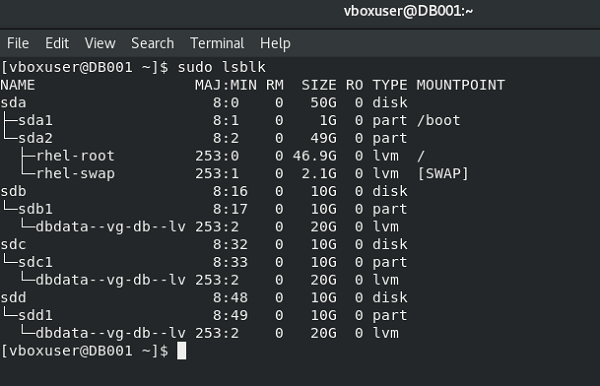 vboxuser@DB001:~
File Edit View Search Terminal Help
[vboxuser@DB001 ~]$ sudo lsblk
NAME                  MAJ:MIN RM  SIZE RO TYPE MOUNTPOINT
sda                     8:0    0   50G  0 disk
├─sda1                  8:1    0    1G  0 part /boot
└─sda2                  8:2    0   49G  0 part
  ├─rhel-root         253:0    0 46.9G  0 lvm  /
  └─rhel-swap         253:1    0  2.1G  0 lvm  [SWAP]
sdb                     8:16   0   10G  0 disk
└─sdb1                  8:17   0   10G  0 part
  └─dbdata--vg-db--lv 253:2    0   20G  0 lvm
sdc                     8:32   0   10G  0 disk
└─sdc1                  8:33   0   10G  0 part
  └─dbdata--vg-db--lv 253:2    0   20G  0 lvm
sdd                     8:48   0   10G  0 disk
└─sdd1                  8:49   0   10G  0 part
  └─dbdata--vg-db--lv 253:2    0   20G  0 lvm
[vboxuser@DB001 ~]$